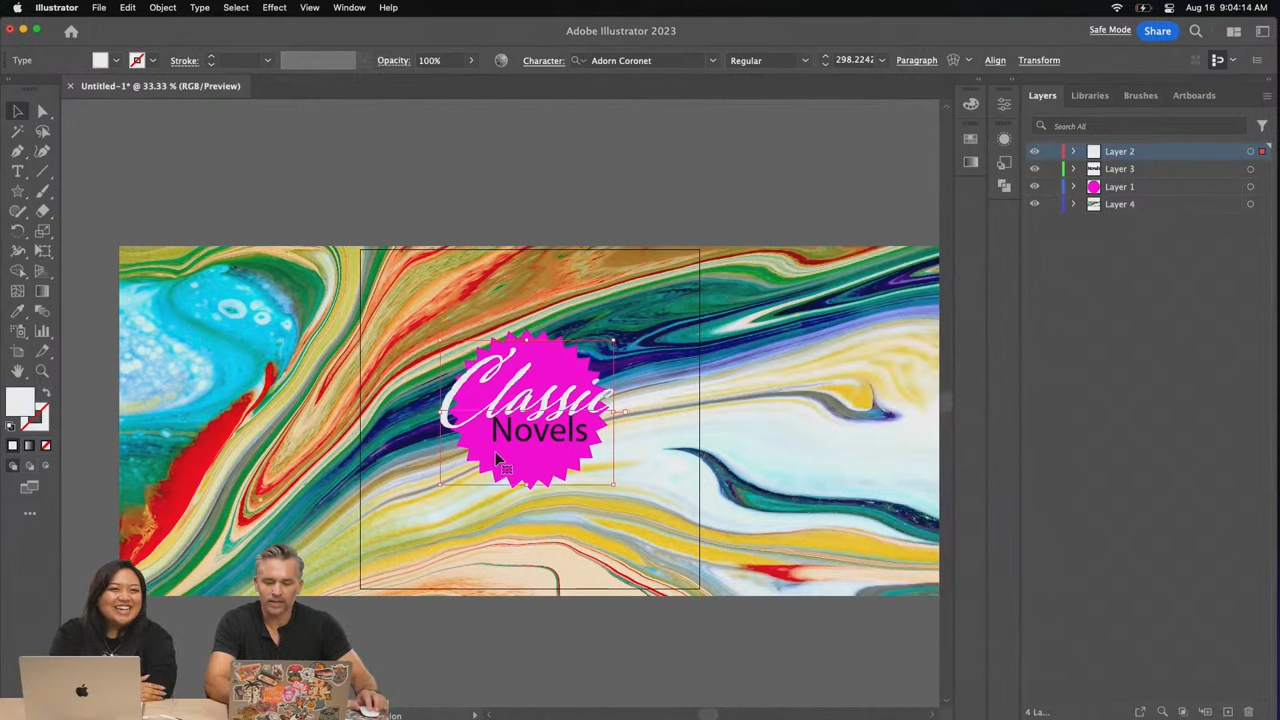 Illustrator File Edit Object Type Select Effect View Window Help Aug 16 9:04:14 AM
Adobe Illustrator 2023 Safe Mode Share
Type Stroke: Opacity: 100% Character: Adorn Coronet Regular 298.2242 Paragraph Align Transform
Untitled-1* @ 33.33 % (RGB/Preview)
Layers Libraries Brushes Artboards
Search All
Layer 2
Layer 3
Layer 1
Layer 4
Classic
Novels
4 La...